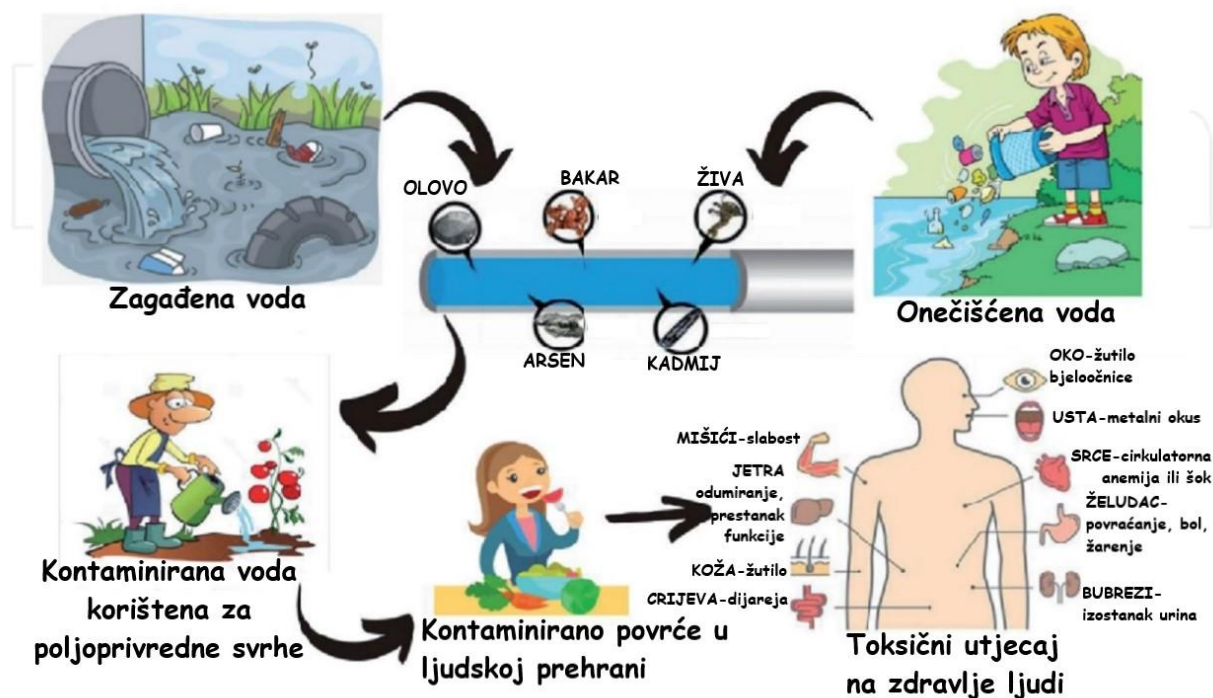 Zagađena voda
OLOVO
BAKAR
ŽIVA
ARSEN
KADMIJ
Onečišćena voda
Kontaminirana voda
korištena za
poljoprivredne svrhe
Kontaminirano povrće u
ljudskoj prehrani
MIŠIĆI-slabost
JETRA
odumiranje,
prestanak
funkcije
KOŽA-žutilo
CRIJEVA-dijareja
OKO-žutilo
bjeloočnice
USTA-metalni okus
SRCE-cirkulatorna
anemija ili šok
ŽELUDAC-
povraćanje, bol,
žarenje
BUBREZI-
izostanak urina
Toksični utjecaj
na zdravlje ljudi